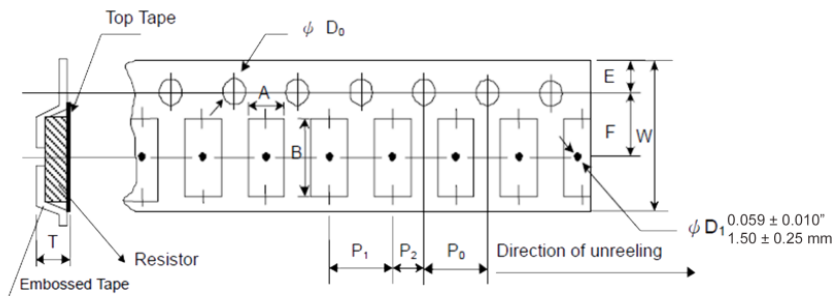 Top Tape
ϕ D₀
A
E
F
W
B
T
Resistor
Embossed Tape
P₁
P₂
P₀
Direction of unreeling
ϕ D₁ 0.059 ± 0.010"
1.50 ± 0.25 mm